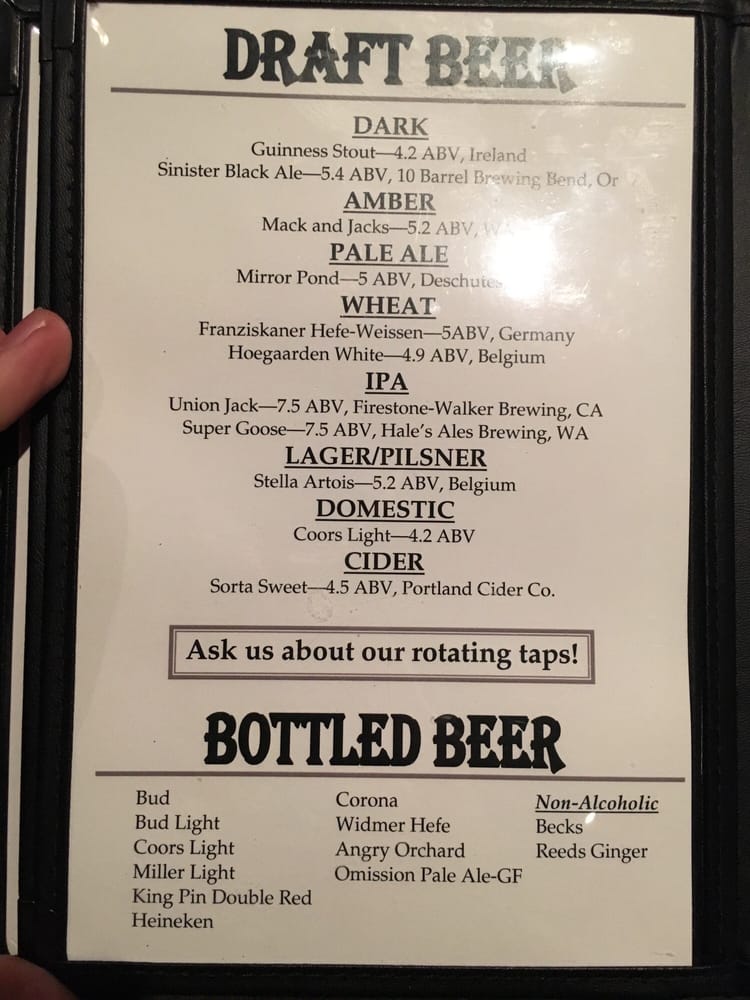 DRAFT BEER
DARK
Guinness Stout—4.2 ABV, Ireland
Sinister Black Ale—5.4 ABV, 10 Barrel Brewing Bend, Or
AMBER
Mack and Jacks—5.2 ABV, WA
PALE ALE
Mirror Pond—5 ABV, Deschutes
WHEAT
Franziskaner Hefe-Weissen—5ABV, Germany
Hoegaarden White—4.9 ABV, Belgium
IPA
Union Jack—7.5 ABV, Firestone-Walker Brewing, CA
Super Goose—7.5 ABV, Hale's Ales Brewing, WA
LAGER/PILSNER
Stella Artois—5.2 ABV, Belgium
DOMESTIC
Coors Light—4.2 ABV
CIDER
Sorta Sweet—4.5 ABV, Portland Cider Co.
Ask us about our rotating taps!
BOTTLED BEER
Bud
Bud Light
Coors Light
Miller Light
King Pin Double Red
Heineken
Corona
Widmer Hefe
Angry Orchard
Omission Pale Ale-GF
Non-Alcoholic
Becks
Reeds Ginger